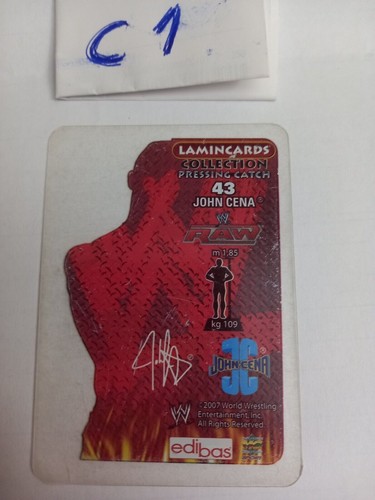 C 1
LAMINCARDS
COLLECTION
PRESSING CATCH
43
JOHN CENA®
W
RAW
m 1,85
kg 109
JOHN CENA
©2007 World Wrestling
Entertainment, Inc.
All Rights Reserved
W
edibas